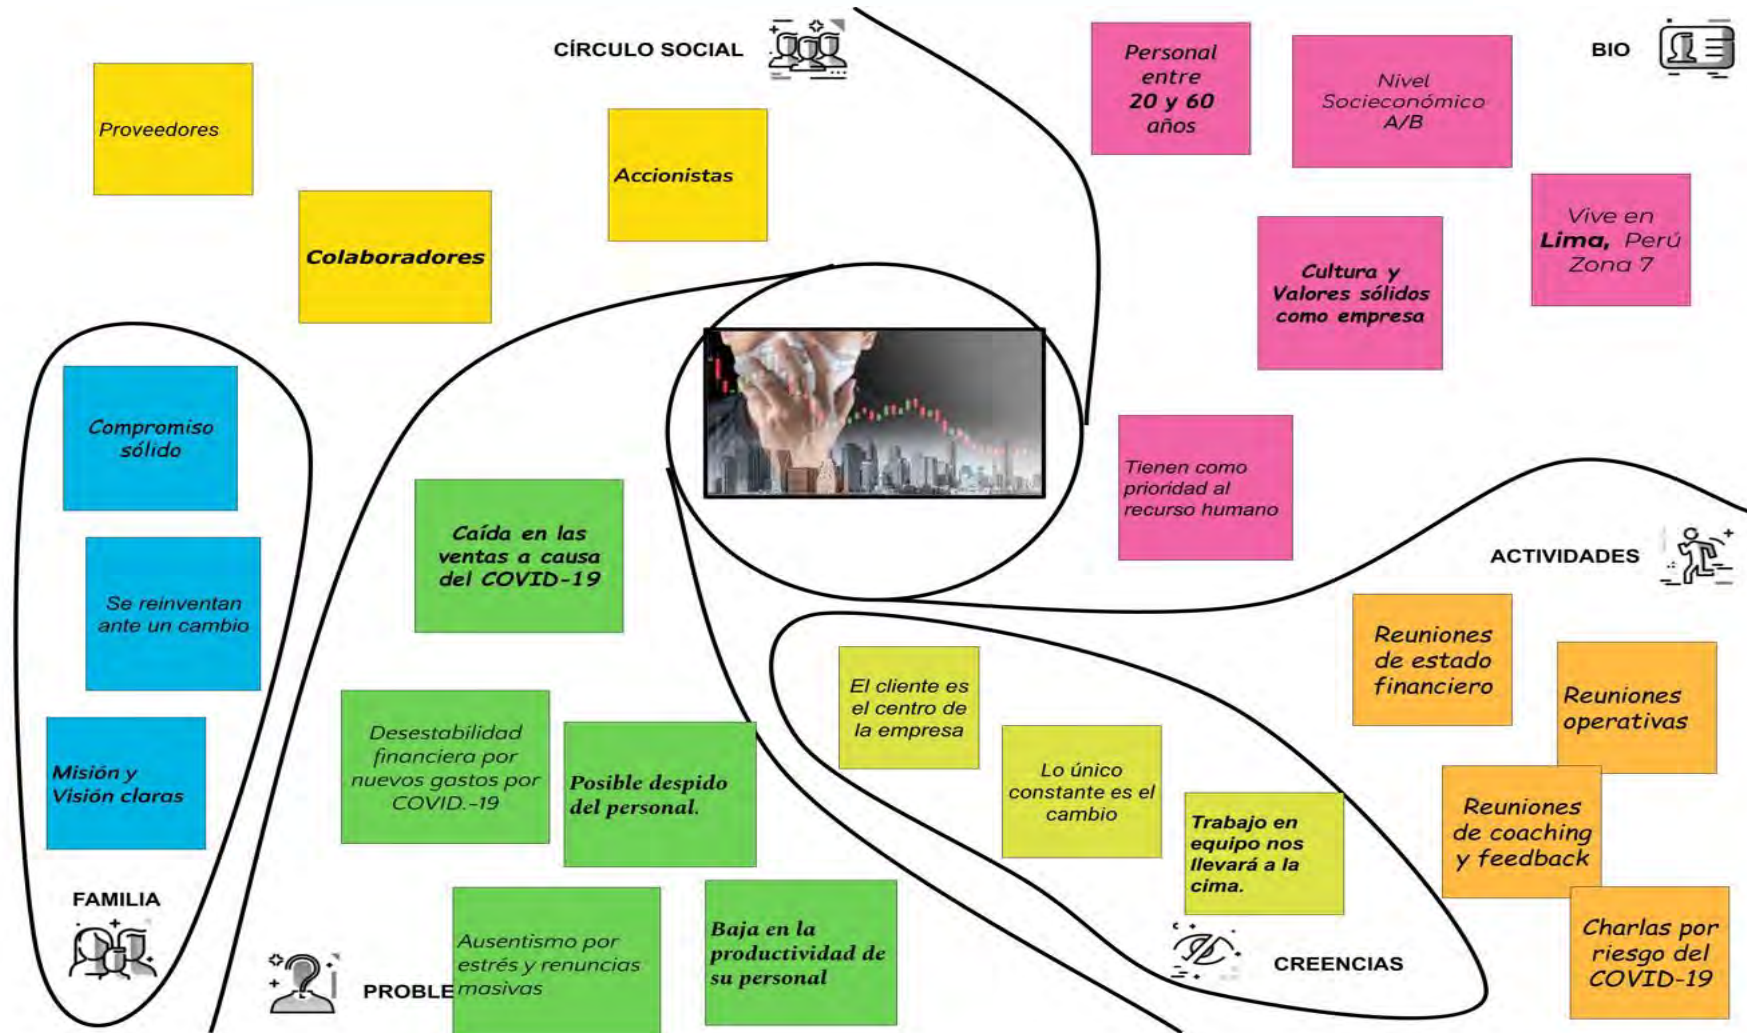 CÍRCULO SOCIAL
Proveedores
Colaboradores
Accionistas
BIO
Personal
entre
20 y 60
años
Nivel
Socieconómico
A/B
Vive en
Lima, Perú
Zona 7
Cultura y
Valores sólidos
como empresa
Tienen como
prioridad al
recurso humano
Compromiso
sólido
Se reinventan
ante un cambio
Misión y
Visión claras
FAMILIA
Caída en las
ventas a causa
del COVID-19
Desestabilidad
financiera por
nuevos gastos por
COVID.-19
Posible despido
del personal.
Ausentismo por
estrés y renuncias
masivas
Baja en la
productividad de
su personal
PROBLE
El cliente es
el centro de
la empresa
Lo único
constante es el
cambio
Trabajo en
equipo nos
llevará a la
cima.
CREENCIAS
ACTIVIDADES
Reuniones
de estado
financiero
Reuniones
operativas
Reuniones
de coaching
y feedback
Charlas por
riesgo del
COVID-19